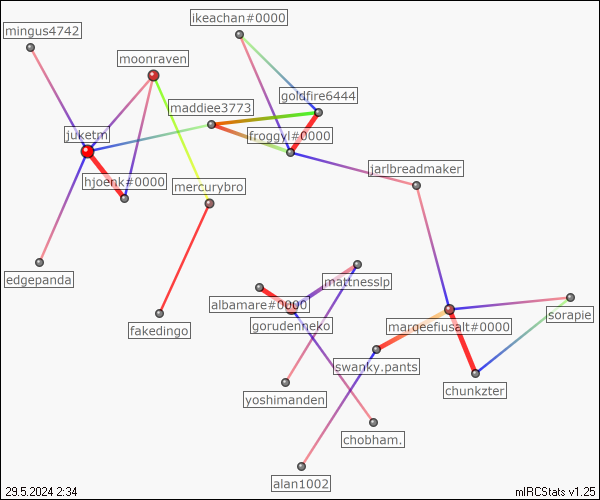 ikeachan#0000
mingus4742
moonraven
goldfire6444
maddiee3773
juketm
froggyl#0000
jarlbreadmaker
hjoenk#0000
mercurybro
edgepanda
mattnesslp
albamare#0000
sorapie
fakedingo
gorudenneko
marqeefiusalt#0000
swanky.pants
chunkzter
yoshimanden
chobham.
alan1002
29.5.2024 2:34
mIRCStats v1.25